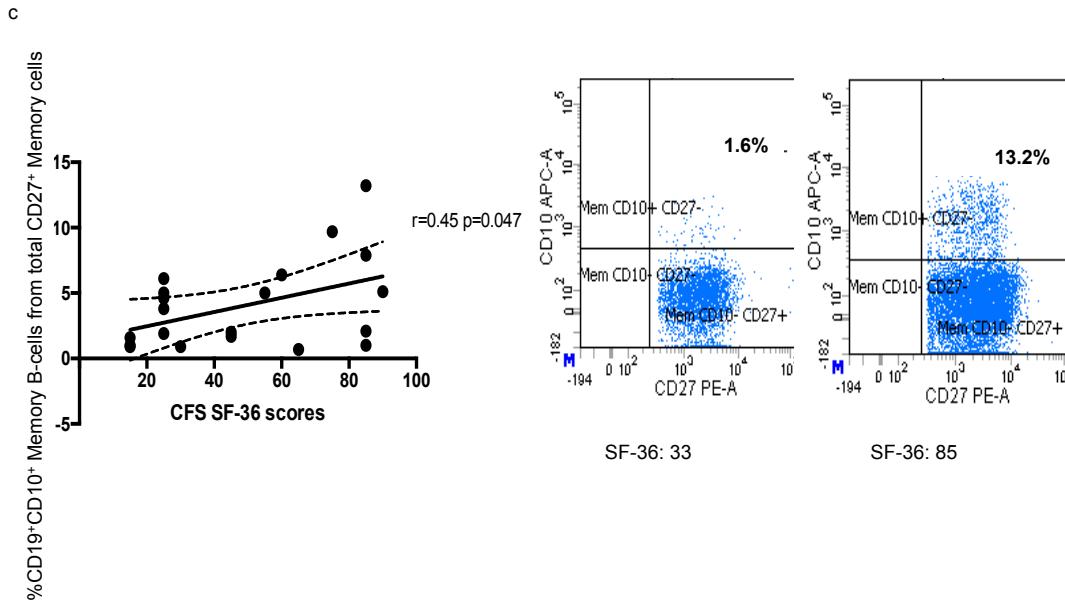 c
%CD19⁺CD10⁺ Memory B-cells from total CD27⁺ Memory cells
15
10
5
0
-5
20
40
60
80
100
CFS SF-36 scores
r=0.45 p=0.047
CD10 APC-A
10⁵
10⁴
10³
10²
0
-182
1.6%
Mem CD10+ CD27-
Mem CD10- CD27-
Mem CD10- CD27+
M
-194
0
10²
10³
10⁴
CD27 PE-A
SF-36: 33
CD10 APC-A
10⁵
10⁴
10³
10²
0
-182
13.2%
Mem CD10+ CD27-
Mem CD10- CD27-
Mem CD10- CD27+
M
-194
0
10²
10³
10⁴
CD27 PE-A
SF-36: 85